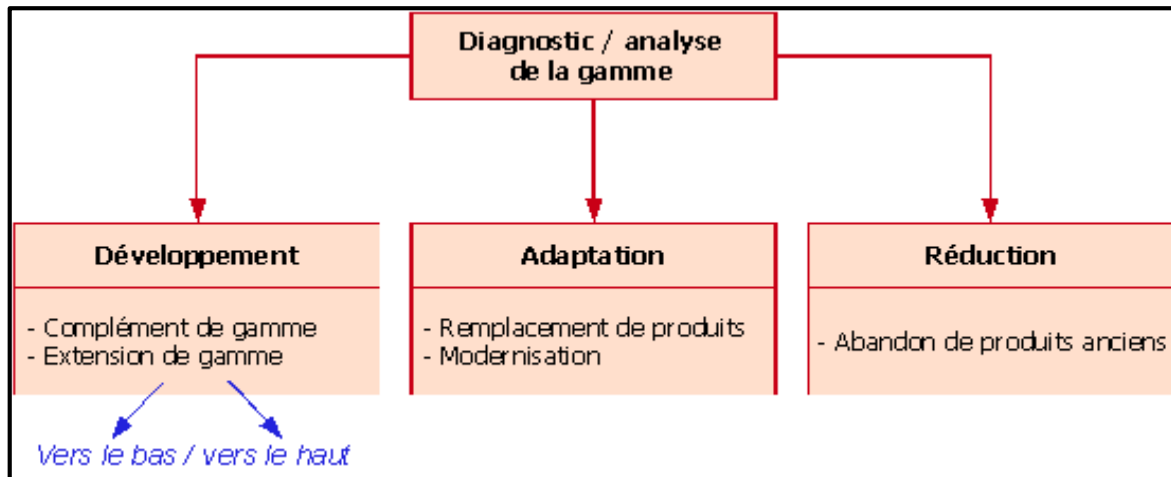 Diagnostic / analyse
de la gamme
Développement
- Complément de gamme
- Extension de gamme
Vers le bas / vers le haut
Adaptation
- Remplacement de produits
- Modernisation
Réduction
- Abandon de produits anciens